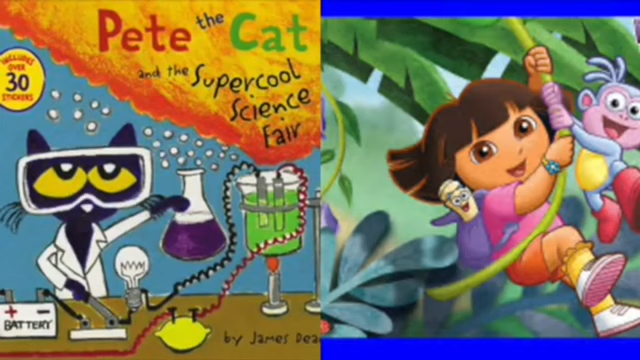 Pete the Cat
and the Supercool
Science
Fair
INCLUDES
OVER
30
STICKERS
+ -
BATTERY
by James Dea